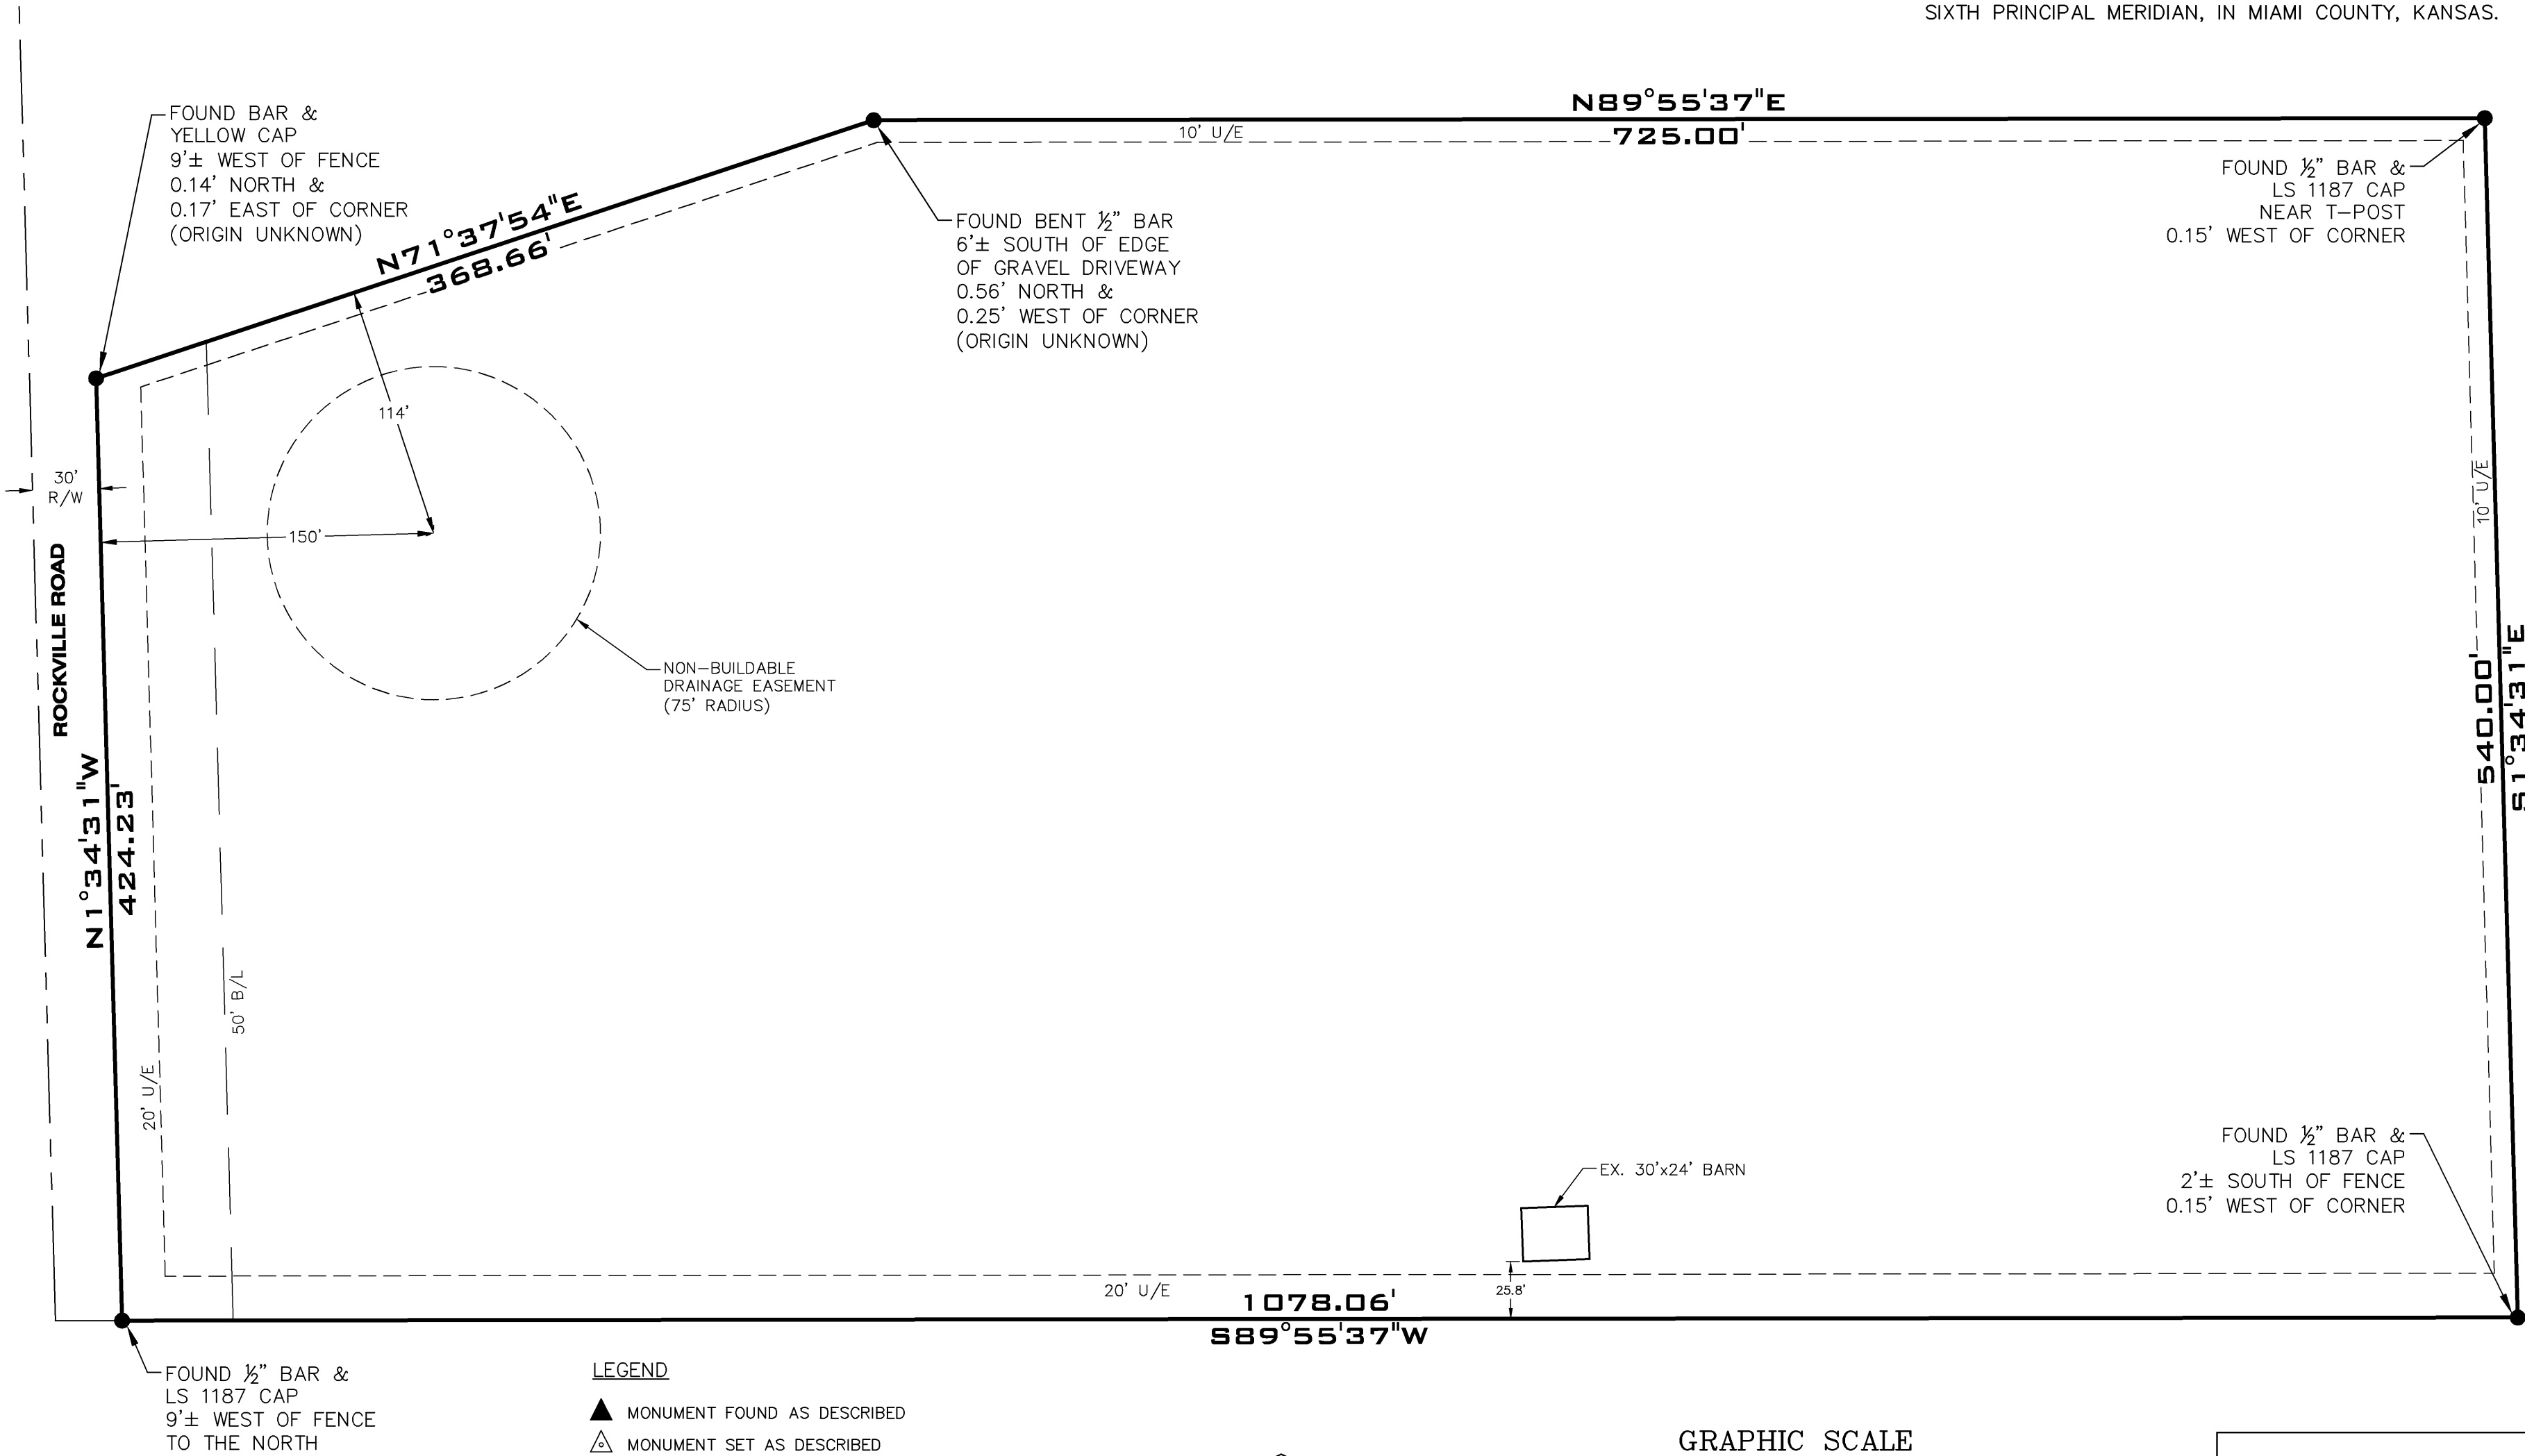 SIXTH PRINCIPAL MERIDIAN, IN MIAMI COUNTY, KANSAS.
FOUND BAR &
YELLOW CAP
9'± WEST OF FENCE
0.14' NORTH &
0.17' EAST OF CORNER
(ORIGIN UNKNOWN)
N71°37'54"E
368.66'
N89°55'37"E
10' U/E
725.00'
FOUND BENT ½" BAR
6'± SOUTH OF EDGE
OF GRAVEL DRIVEWAY
0.56' NORTH &
0.25' WEST OF CORNER
(ORIGIN UNKNOWN)
FOUND ½" BAR &
LS 1187 CAP
NEAR T-POST
0.15' WEST OF CORNER
114'
30'
R/W
150'
ROCKVILLE ROAD
NON-BUILDABLE
DRAINAGE EASEMENT
(75' RADIUS)
10' U/E
540.00'
S1°34'31"E
N1°34'31"W
424.23'
50' B/L
20' U/E
EX. 30'x24' BARN
FOUND ½" BAR &
LS 1187 CAP
2'± SOUTH OF FENCE
0.15' WEST OF CORNER
20' U/E
25.8'
1078.06'
S89°55'37"W
FOUND ½" BAR &
LS 1187 CAP
9'± WEST OF FENCE
TO THE NORTH
LEGEND
MONUMENT FOUND AS DESCRIBED
MONUMENT SET AS DESCRIBED
GRAPHIC SCALE